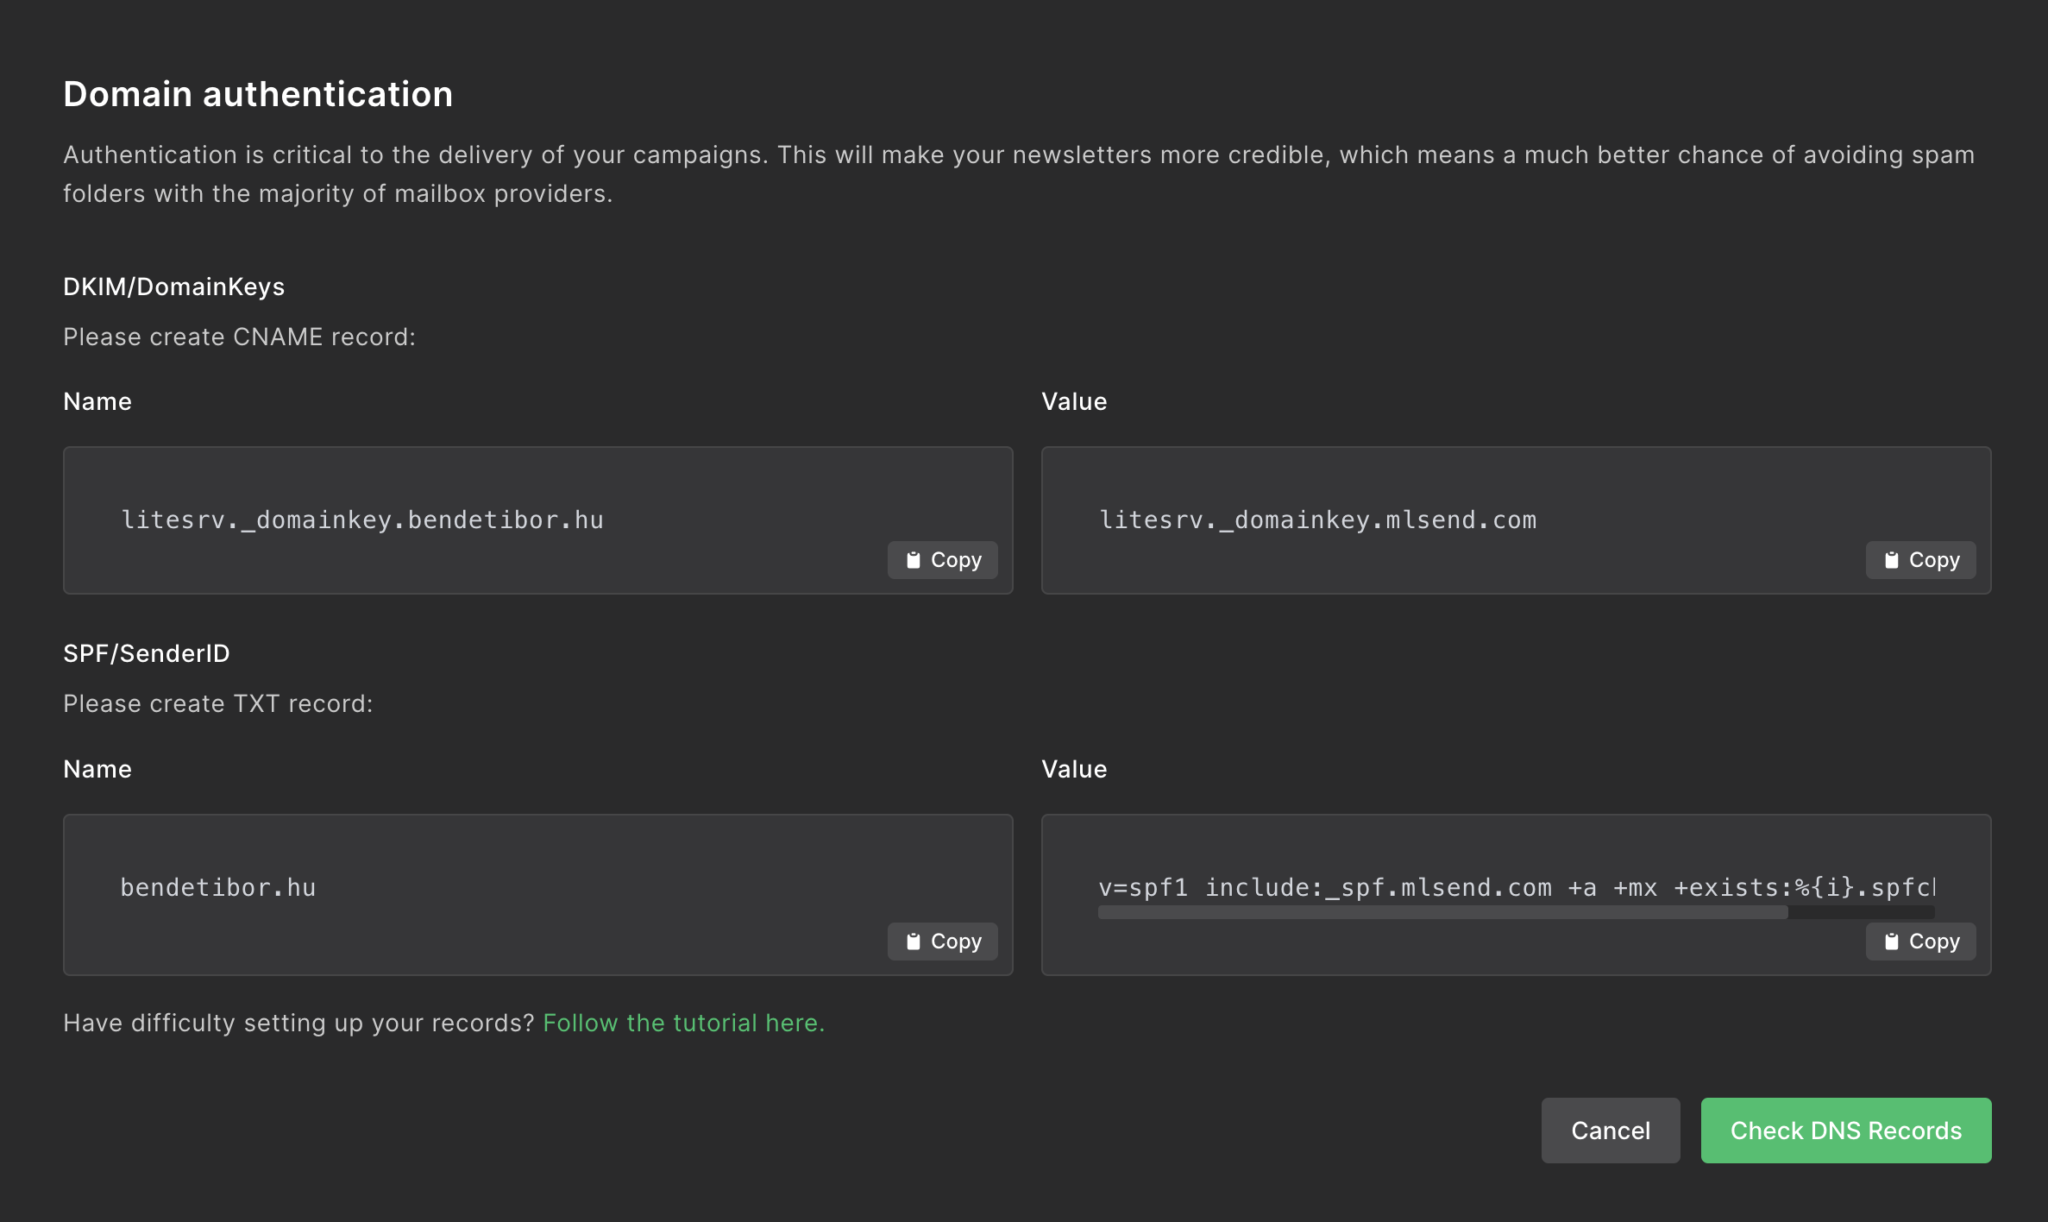 Domain authentication
Authentication is critical to the delivery of your campaigns. This will make your newsletters more credible, which means a much better chance of avoiding spam
folders with the majority of mailbox providers.
DKIM/DomainKeys
Please create CNAME record:
Name
Value
litesrv._domainkey.bendetibor.hu
litesrv._domainkey.mlsend.com
Copy
Copy
SPF/SenderID
Please create TXT record:
Name
Value
bendetibor.hu
v=spf1 include:_spf.mlsend.com +a +mx +exists:%{i}.spfc
Copy
Copy
Have difficulty setting up your records? Follow the tutorial here.
Cancel
Check DNS Records